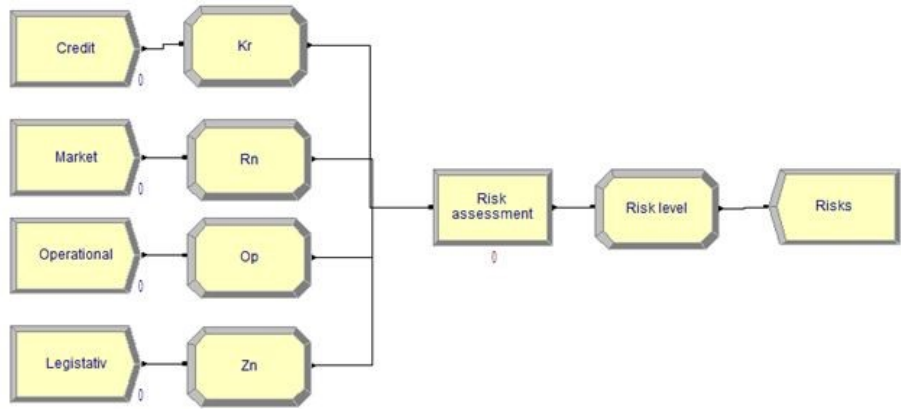 Credit
0
Kr
Market
0
Rn
Operational
0
Op
Legistativ
0
Zn
Risk
assessment
0
Risk level
Risks